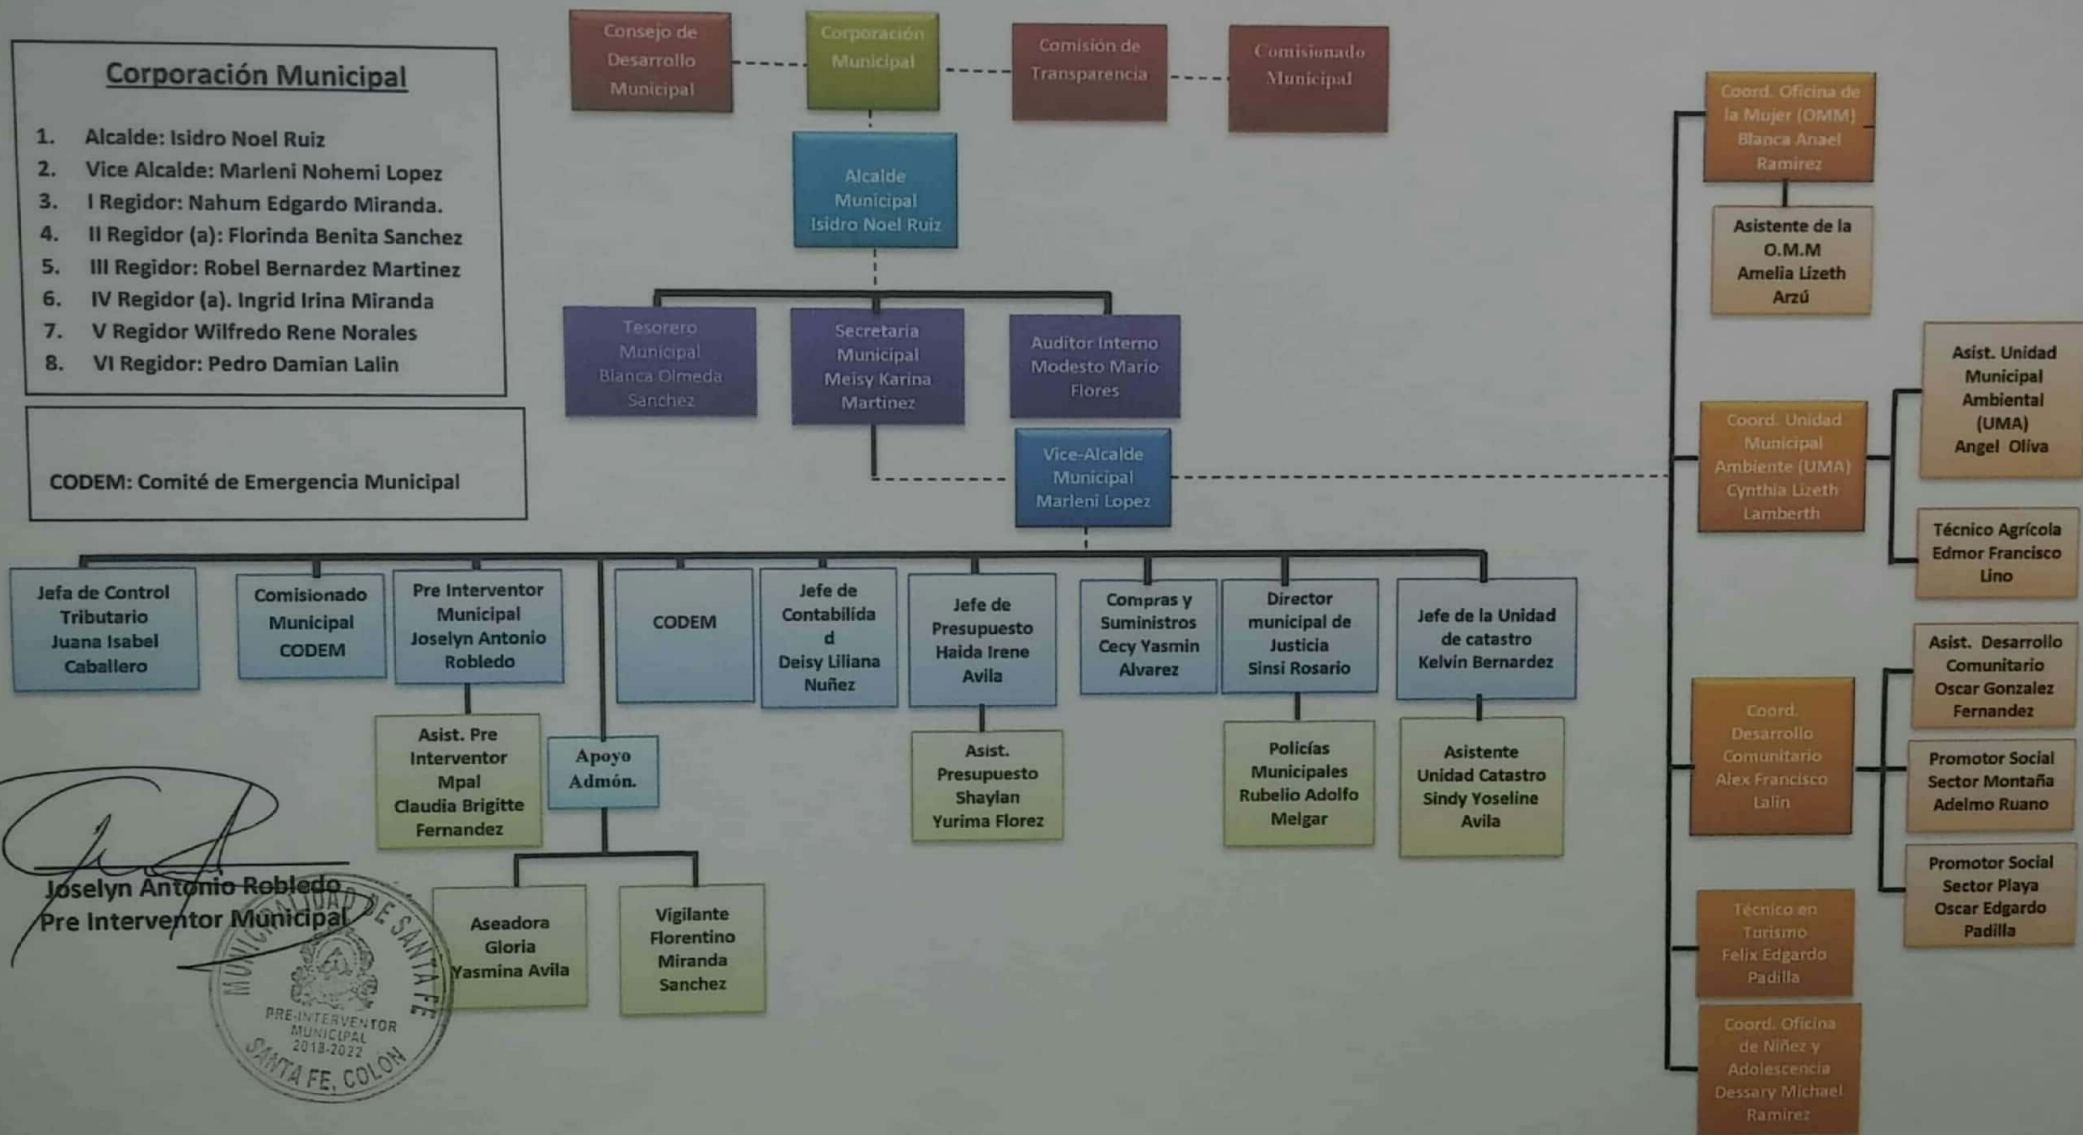 Corporación Municipal
1. Alcalde: Isidro Noel Ruiz
2. Vice Alcalde: Marleni Nohemi Lopez
3. I Regidor: Nahum Edgardo Miranda.
4. II Regidor (a): Florinda Benita Sanchez
5. III Regidor: Robel Bernardez Martinez
6. IV Regidor (a). Ingrid Irina Miranda
7. V Regidor Wilfredo Rene Norales
8. VI Regidor: Pedro Damian Lalin
CODEM: Comité de Emergencia Municipal
Consejo de
Desarrollo
Municipal
Corporación
Municipal
Comisión de
Transparencia
Comisionado
Municipal
Alcalde
Municipal
Isidro Noel Ruiz
Tesorero
Municipal
Blanca Olmeda
Sanchez
Secretaria
Municipal
Meisy Karina
Martinez
Auditor Interno
Modesto Mario
Flores
Vice-Alcalde
Municipal
Marleni Lopez
Jefa de Control
Tributario
Juana Isabel
Caballero
Comisionado
Municipal
CODEM
Pre Interventor
Municipal
Joselyn Antonio
Robledo
CODEM
Jefe de
Contabilida
d
Deisy Liliana
Nuñez
Jefe de
Presupuesto
Haida Irene
Avila
Compras y
Suministros
Cecy Yasmin
Alvarez
Director
municipal de
Justicia
Sinsi Rosario
Jefe de la Unidad
de catastro
Kelvin Bernardez
Asist. Pre
Interventor
Mpal
Claudia Brigitte
Fernandez
Apoyo
Admón.
Asist.
Presupuesto
Shaylan
Yurima Florez
Policías
Municipales
Rubelio Adolfo
Melgar
Asistente
Unidad Catastro
Sindy Yoseline
Avila
Aseadora
Gloria
Yasmina Avila
Vigilante
Florentino
Miranda
Sanchez
Joselyn Antonio Robledo
Pre Interventor Municipal
MUNICIPALIDAD DE SANTA FE
PRE-INTERVENTOR
MUNICIPAL
2018-2022
SANTA FE, COLÓN
Coord. Oficina de
la Mujer (OMM)
Blanca Anael
Ramirez
Asistente de la
O.M.M
Amelia Lizeth
Arzú
Coord. Unidad
Municipal
Ambiente (UMA)
Cynthia Lizeth
Lamberth
Asist. Unidad
Municipal
Ambiental
(UMA)
Angel Oliva
Técnico Agrícola
Edmor Francisco
Lino
Coord.
Desarrollo
Comunitario
Alex Francisco
Lalin
Asist. Desarrollo
Comunitario
Oscar Gonzalez
Fernandez
Promotor Social
Sector Montaña
Adelmo Ruano
Promotor Social
Sector Playa
Oscar Edgardo
Padilla
Técnico en
Turismo
Felix Edgardo
Padilla
Coord. Oficina
de Niñez y
Adolescencia
Dessary Michael
Ramirez